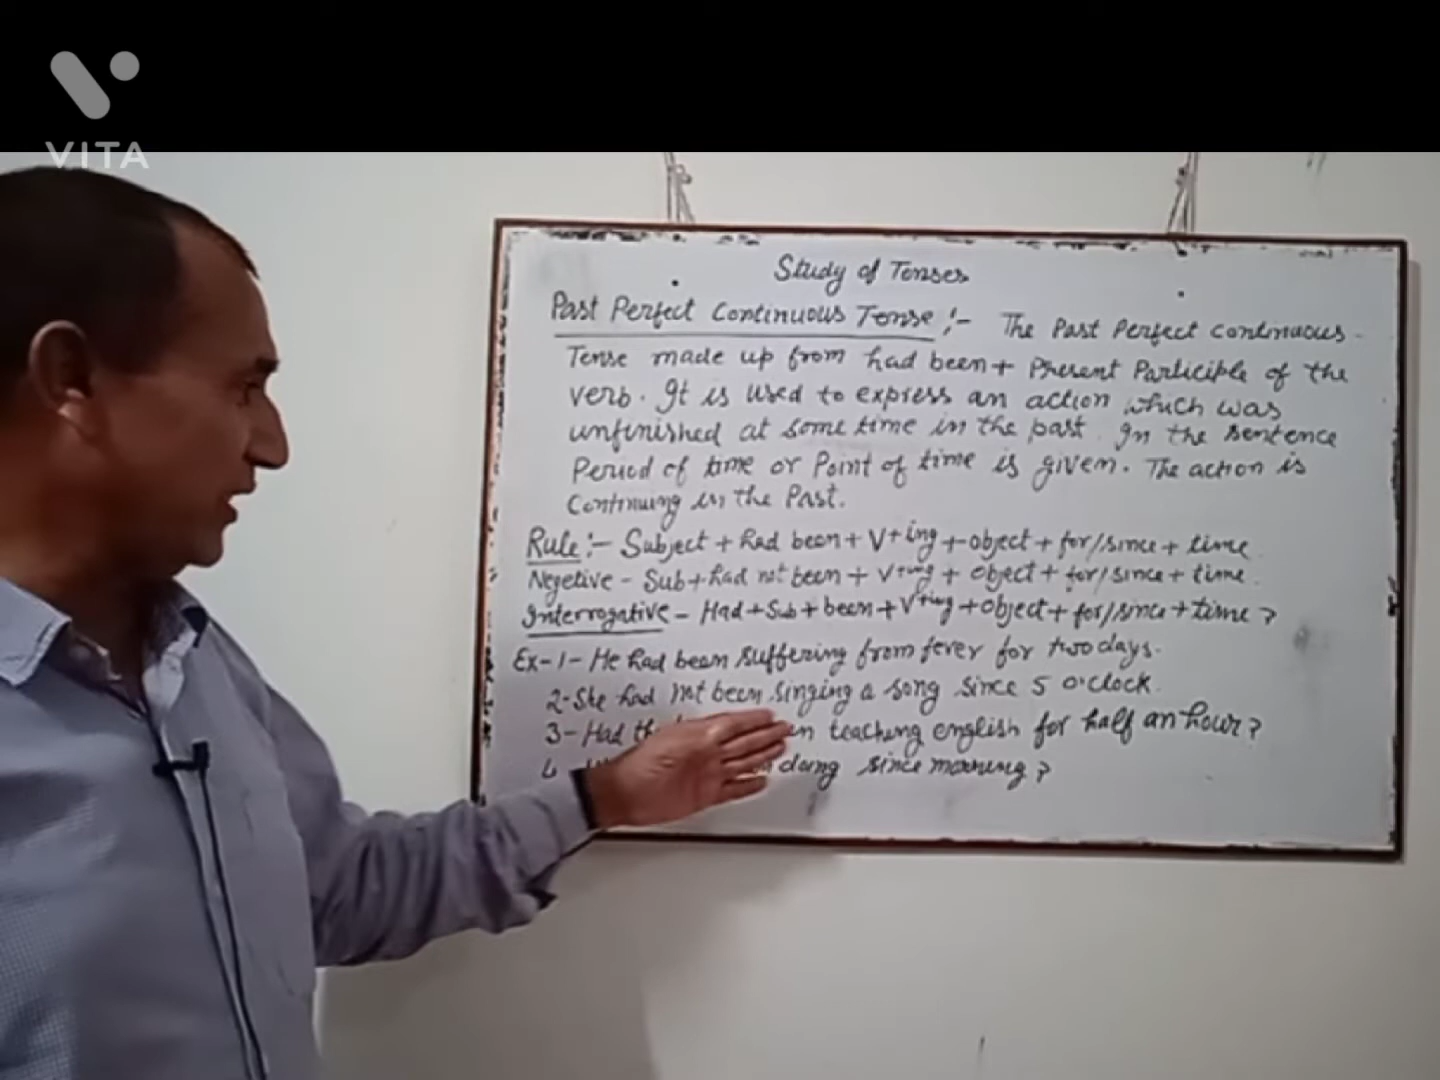 VITA
Study of Tenses
Past Perfect Continuous Tense :- The Past Perfect continuous
Tense made up from had been + Present Participle of the
verb. It is used to express an action which was
unfinished at some time in the past. In the sentence
Period of time or Point of time is given. The action is
Continuing in the Past.
Rule :- Subject + had been + V+ing + object + for/since + time
Negetive - Sub + had not been + V+ing + object + for/since + time.
Interrogative - Had + Sub + been + V+ing + object + for/since + time ?
Ex-1- He had been suffering from fever for two days.
2- She had not been singing a song since 5 o'clock.
3- Had teaching english for half an hour?
doing since morning?